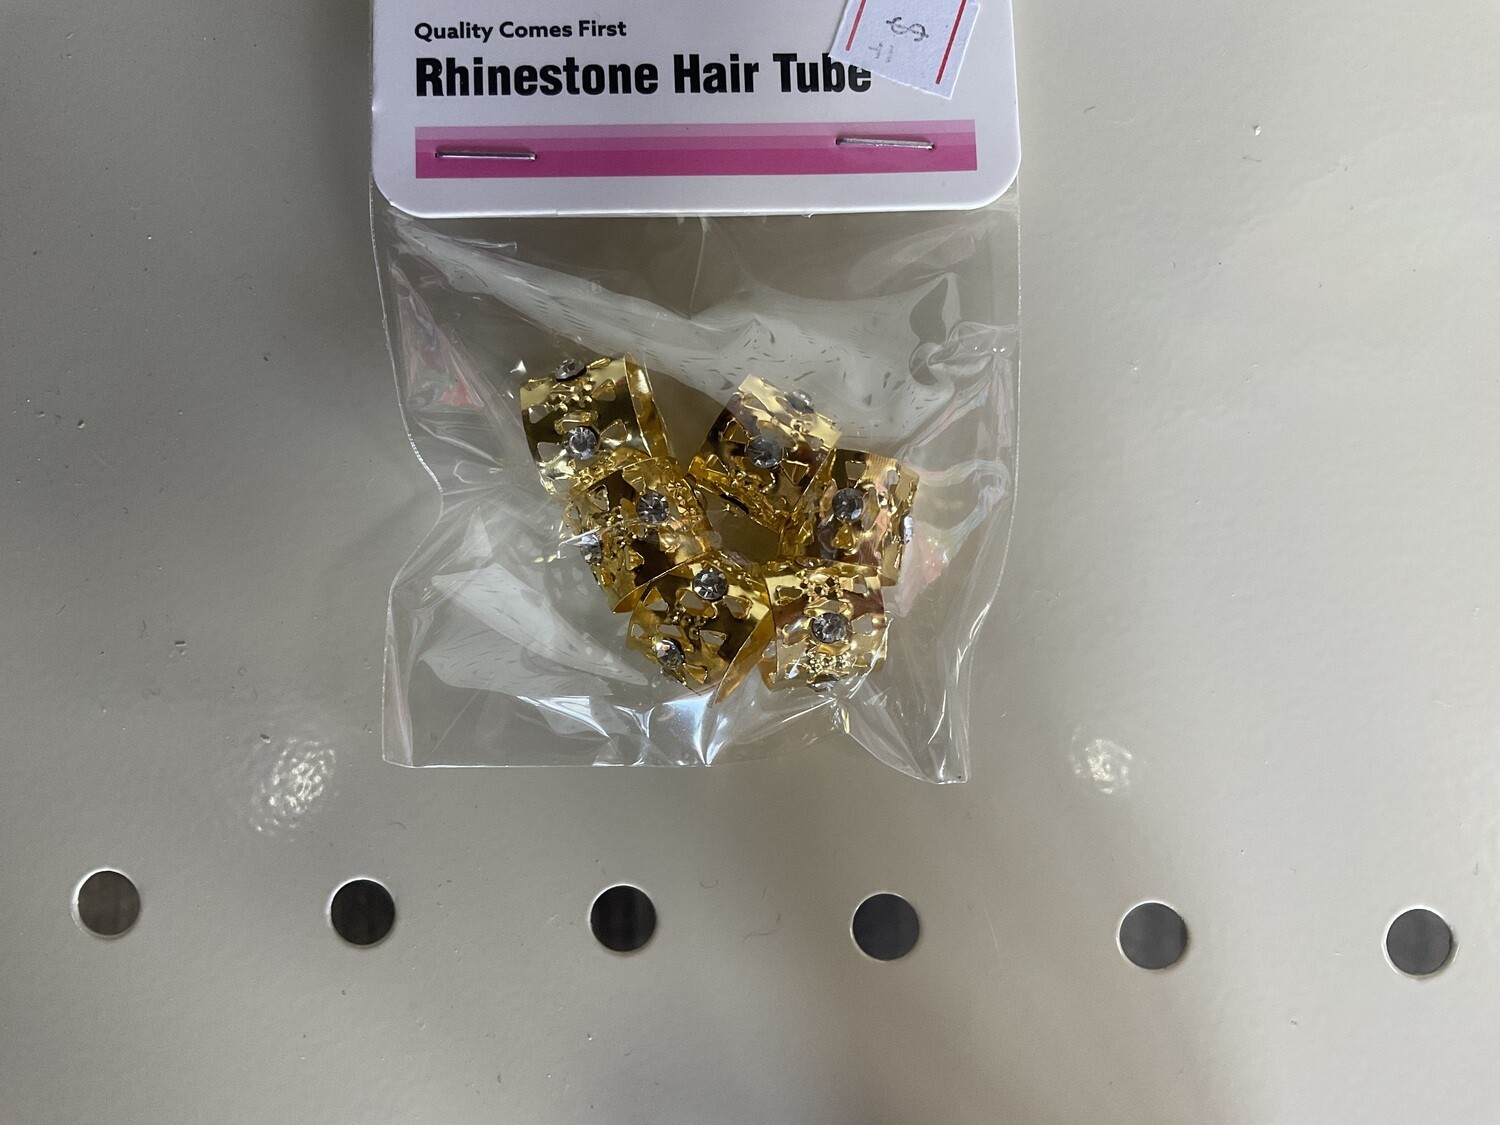 Quality Comes First
Rhinestone Hair Tube